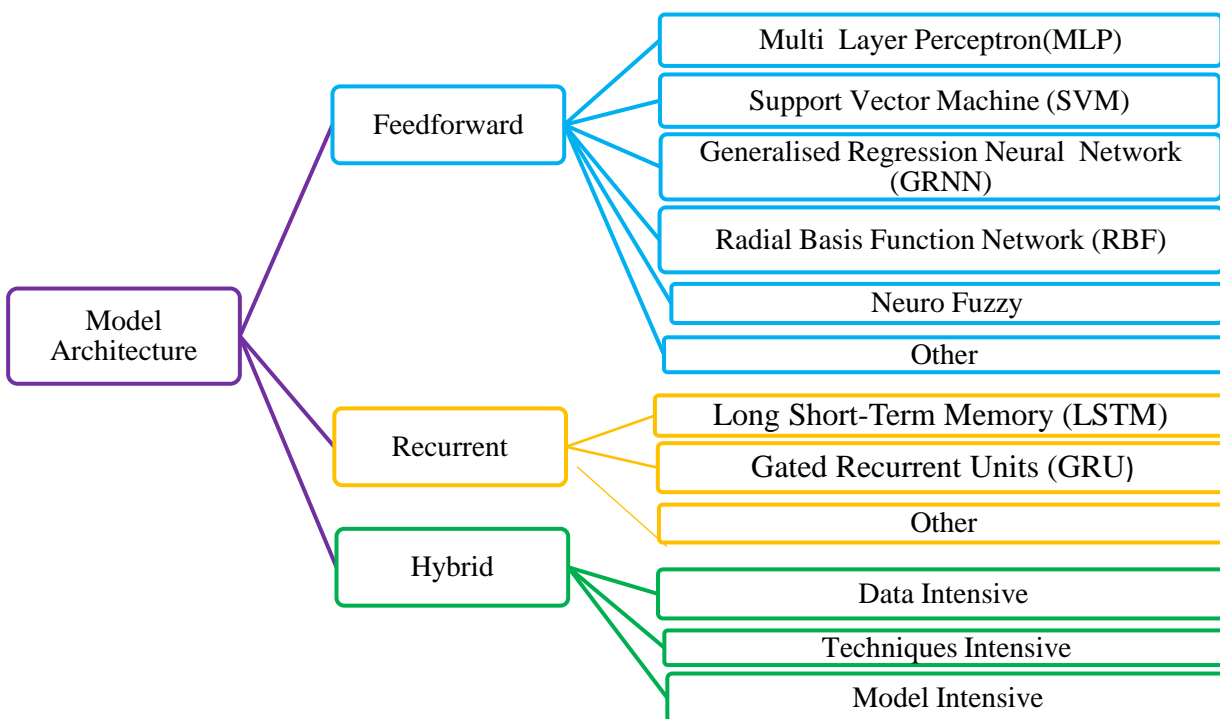 Model
Architecture
Feedforward
Multi Layer Perceptron(MLP)
Support Vector Machine (SVM)
Generalised Regression Neural Network
(GRNN)
Radial Basis Function Network (RBF)
Neuro Fuzzy
Other
Recurrent
Long Short-Term Memory (LSTM)
Gated Recurrent Units (GRU)
Other
Hybrid
Data Intensive
Techniques Intensive
Model Intensive